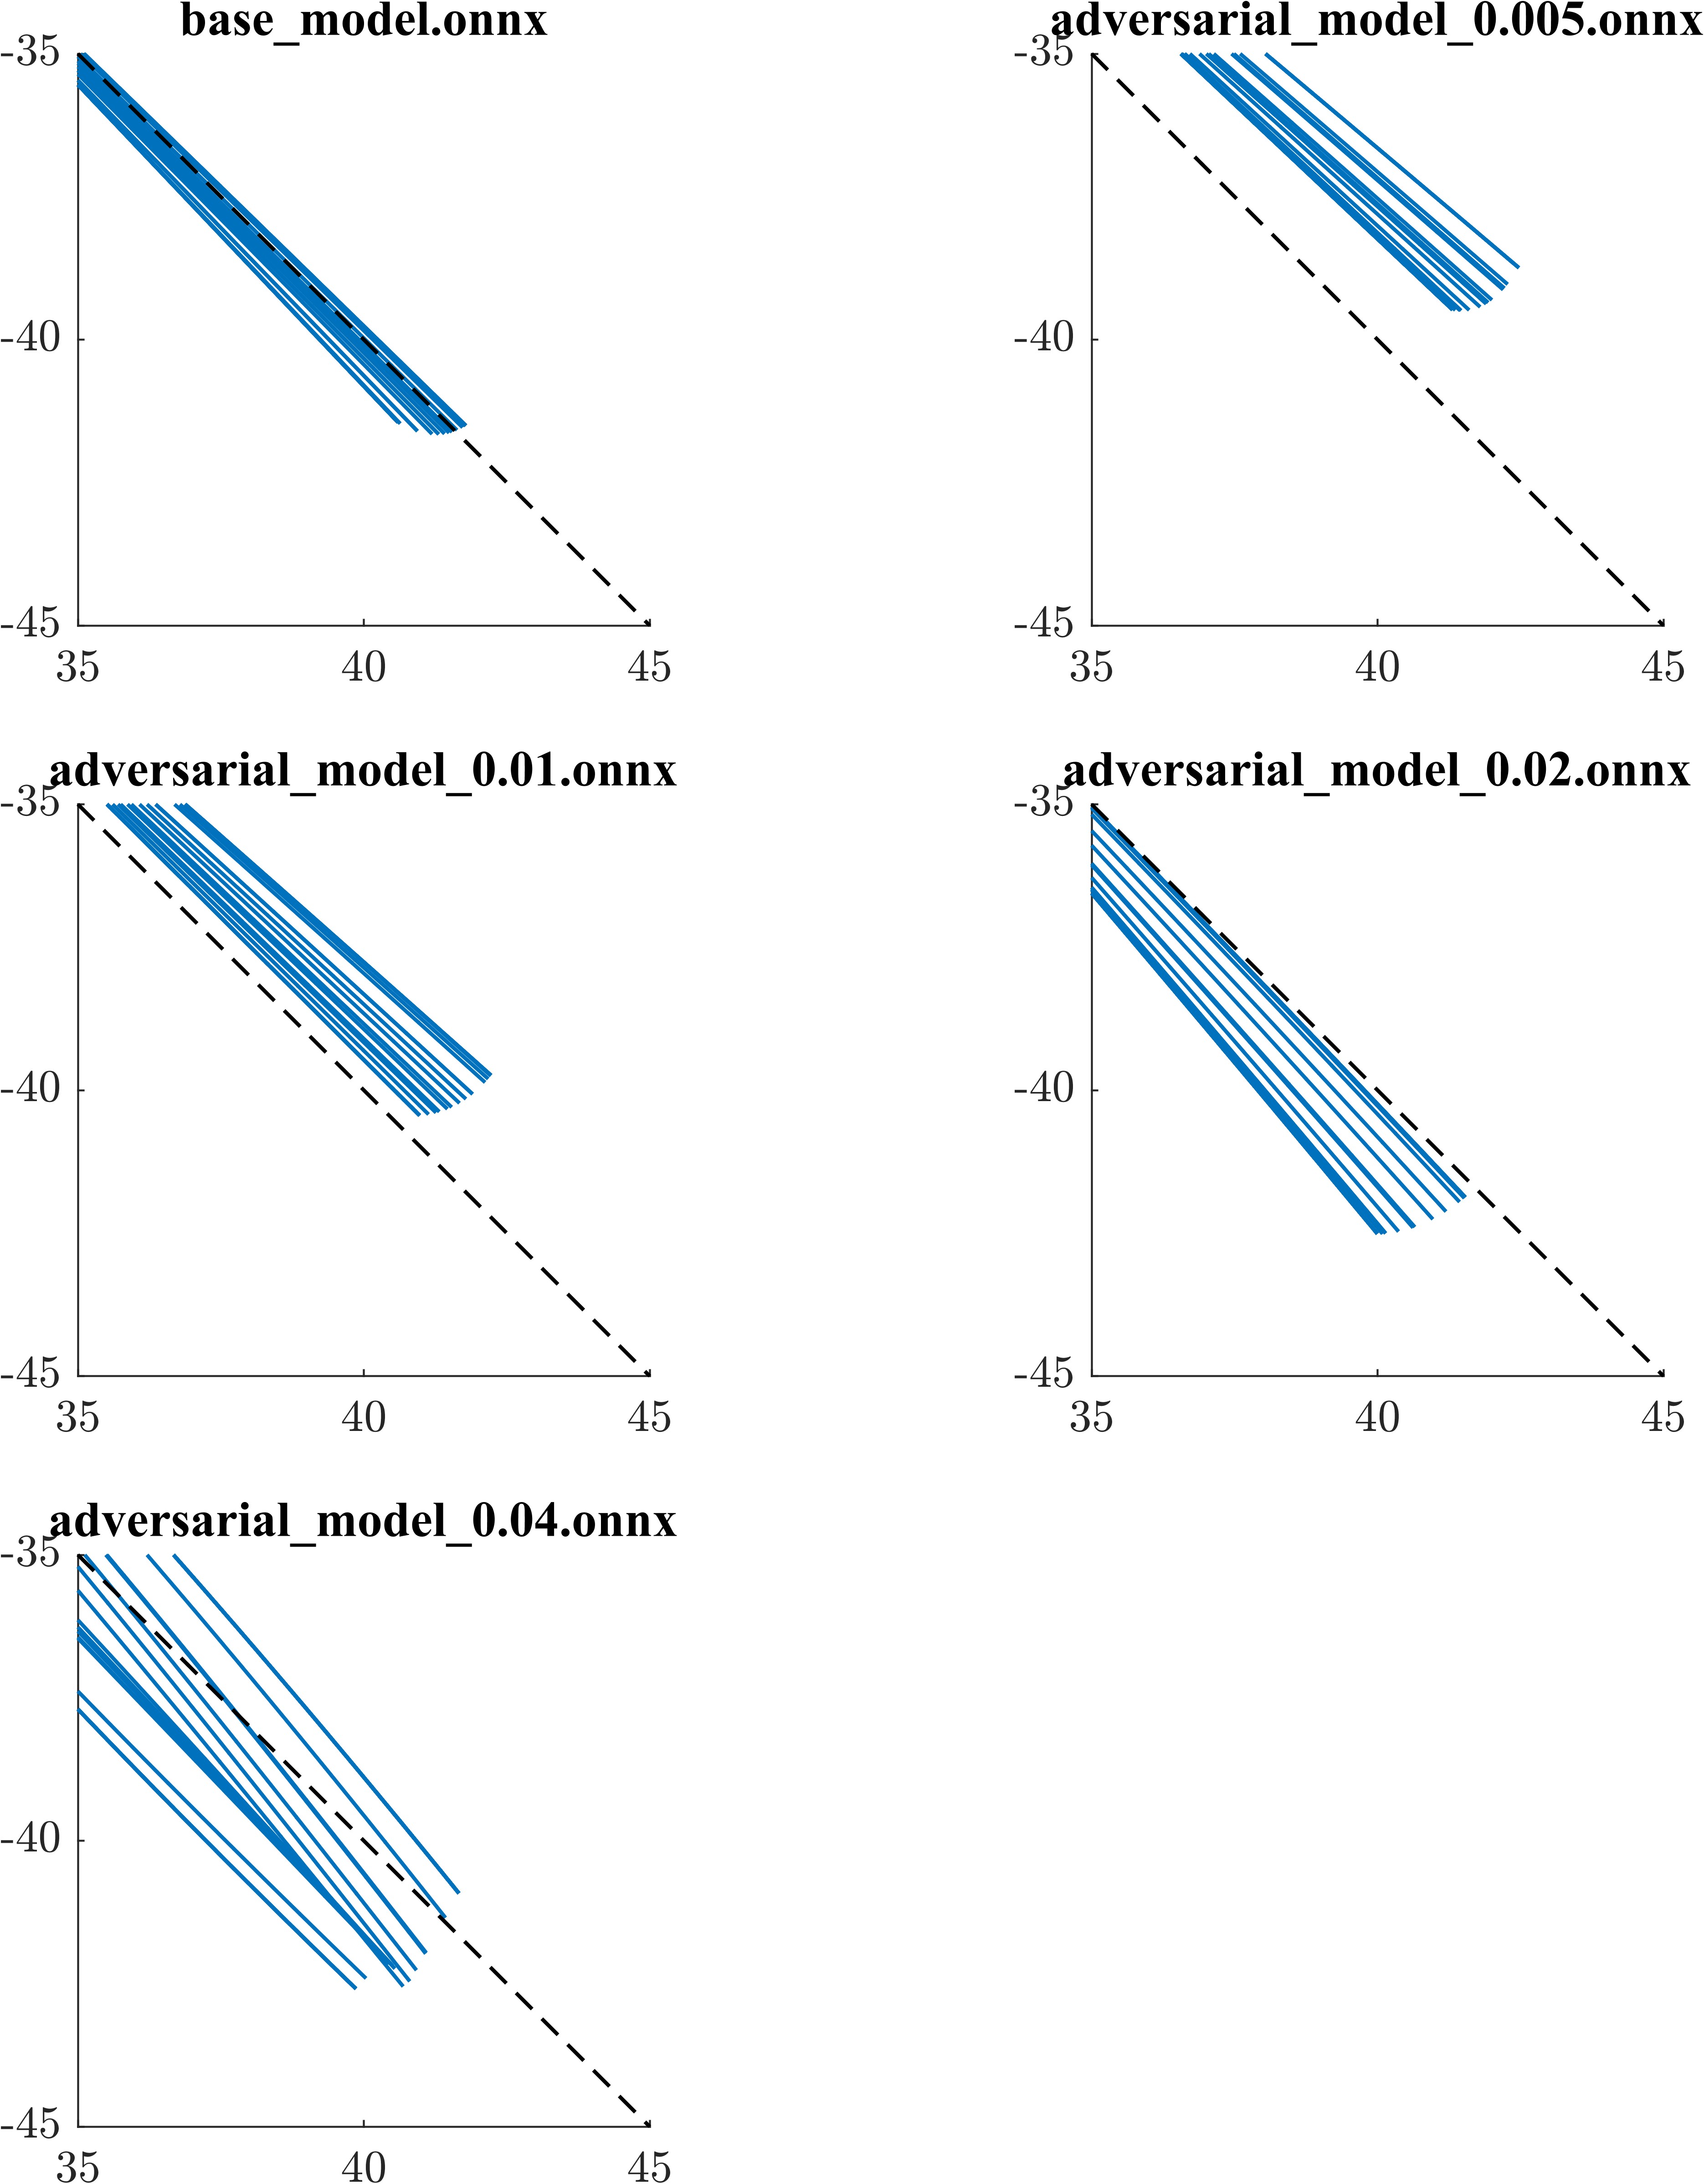 base_model.onnx
-35
-40
-45
35 40 45
adversarial_model_0.005.onnx
-35
-40
-45
35 40 45
adversarial_model_0.01.onnx
-35
-40
-45
35 40 45
adversarial_model_0.02.onnx
-35
-40
-45
35 40 45
adversarial_model_0.04.onnx
-35
-40
-45
35 40 45